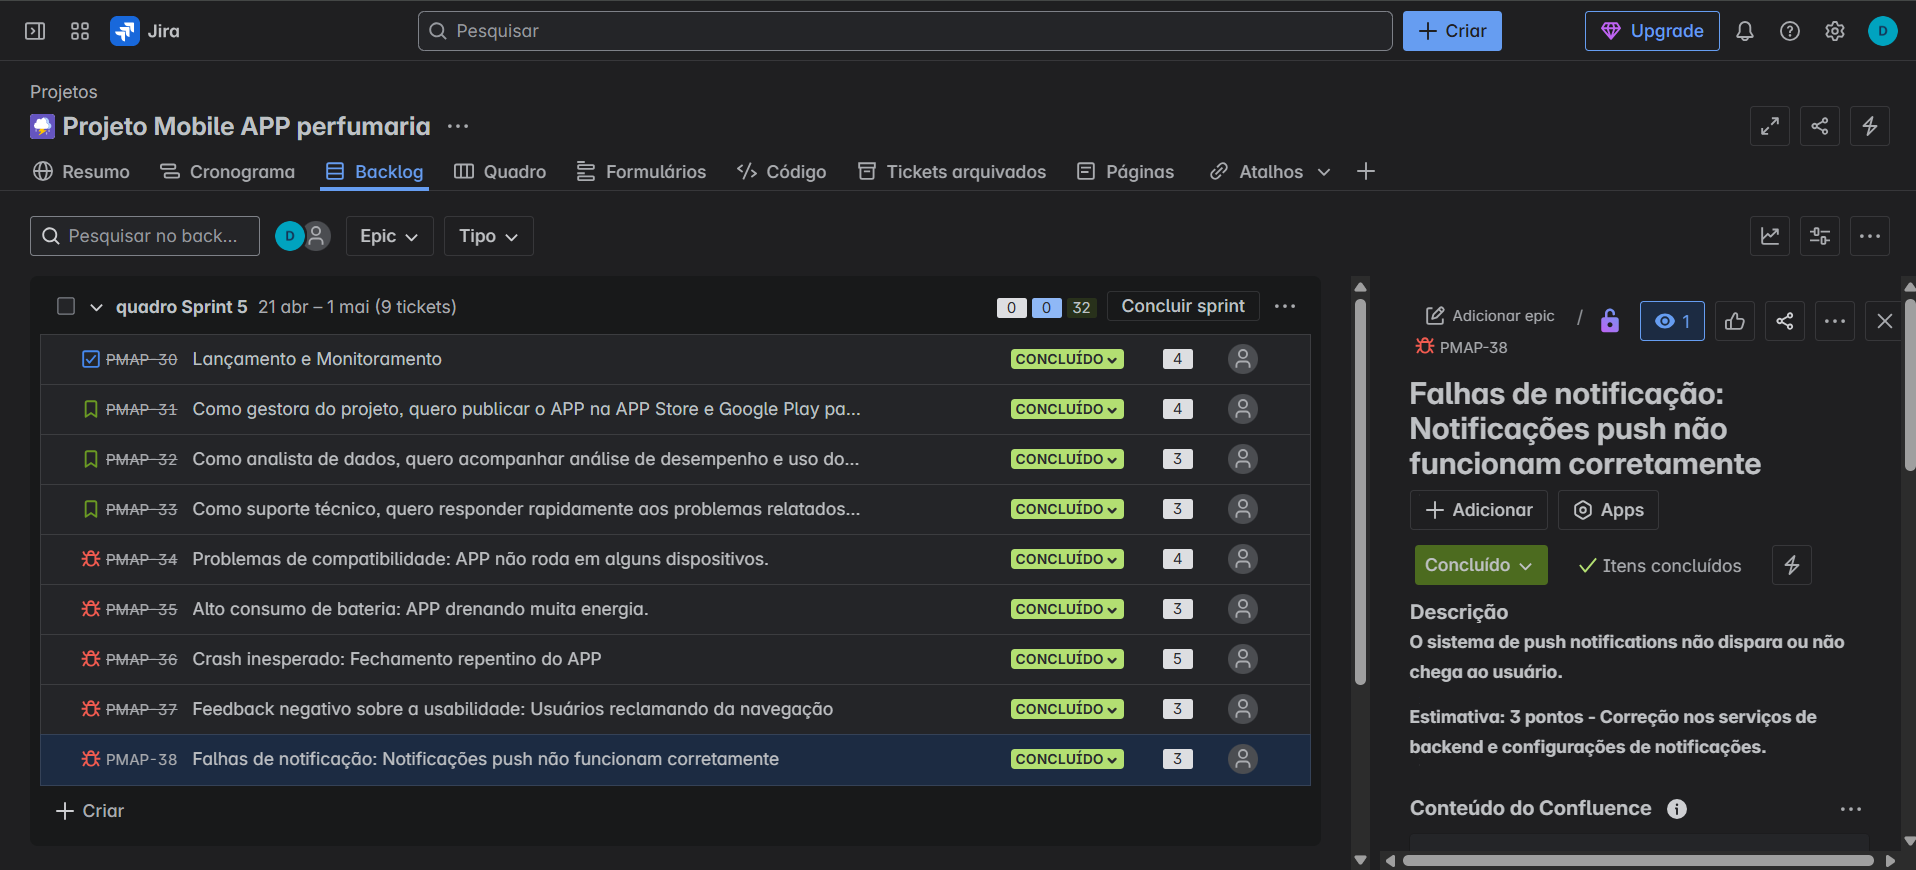 Jira
Pesquisar
Criar
Upgrade
D
Projetos
Projeto Mobile APP perfumaria
Resumo
Cronograma
Backlog
Quadro
Formulários
Código
Tickets arquivados
Páginas
Atalhos
Pesquisar no back...
D
Epic
Tipo
quadro Sprint 5 21 abr – 1 mai (9 tickets)
0 0 32
Concluir sprint
PMAP-30 Lançamento e Monitoramento CONCLUÍDO 4
PMAP-31 Como gestora do projeto, quero publicar o APP na APP Store e Google Play pa... CONCLUÍDO 4
PMAP-32 Como analista de dados, quero acompanhar análise de desempenho e uso do... CONCLUÍDO 3
PMAP-33 Como suporte técnico, quero responder rapidamente aos problemas relatados... CONCLUÍDO 3
PMAP-34 Problemas de compatibilidade: APP não roda em alguns dispositivos. CONCLUÍDO 4
PMAP-35 Alto consumo de bateria: APP drenando muita energia. CONCLUÍDO 3
PMAP-36 Crash inesperado: Fechamento repentino do APP CONCLUÍDO 5
PMAP-37 Feedback negativo sobre a usabilidade: Usuários reclamando da navegação CONCLUÍDO 3
PMAP-38 Falhas de notificação: Notificações push não funcionam corretamente CONCLUÍDO 3
Criar
Adicionar epic /
1
PMAP-38
Falhas de notificação:
Notificações push não
funcionam corretamente
Adicionar
Apps
Concluído
Itens concluídos
Descrição
O sistema de push notifications não dispara ou não
chega ao usuário.
Estimativa: 3 pontos - Correção nos serviços de
backend e configurações de notificações.
Conteúdo do Confluence